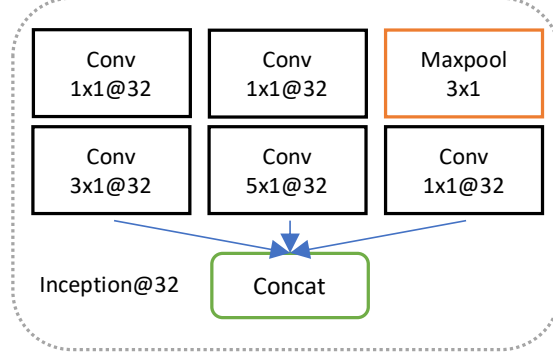 Conv
1x1@32
Conv
1x1@32
Maxpool
3x1
Conv
3x1@32
Conv
5x1@32
Conv
1x1@32
Inception@32
Concat